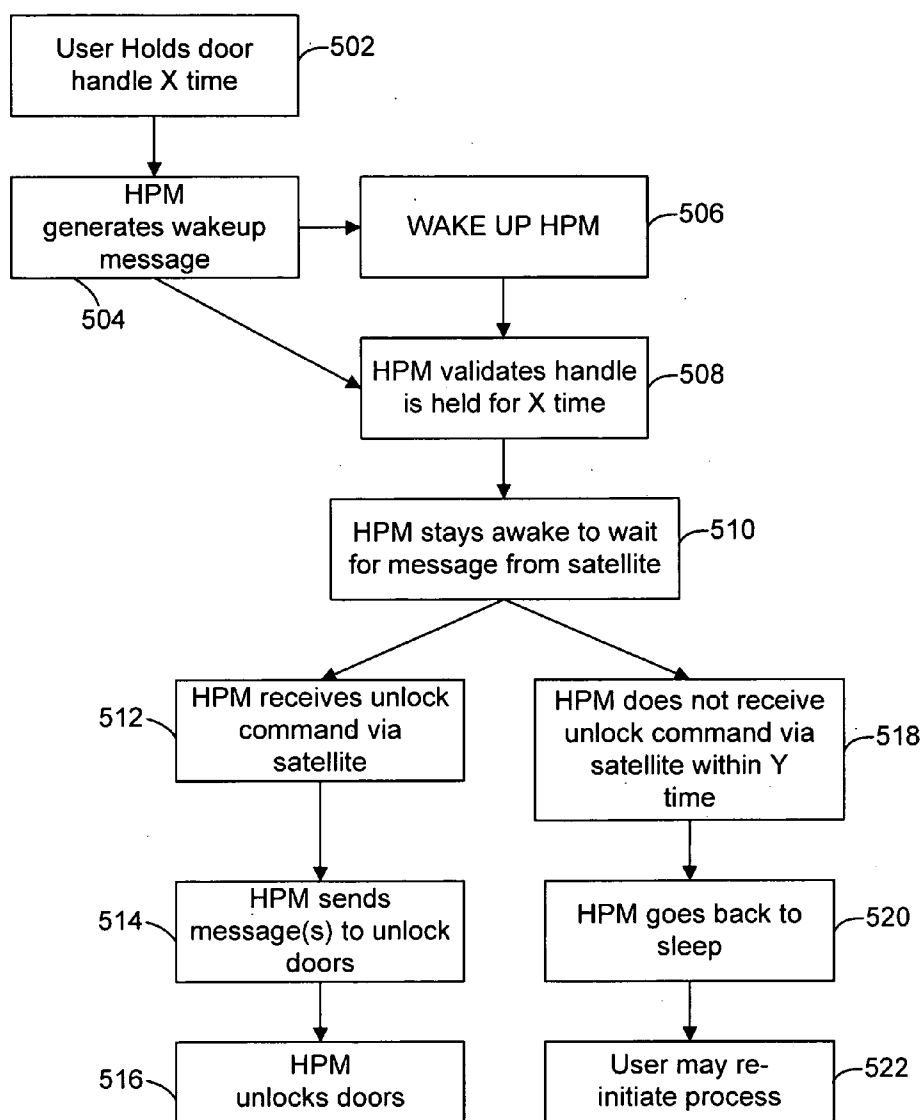 User Holds door
handle X time
502
HPM
generates wakeup
message
504
WAKE UP HPM
506
HPM validates handle
is held for X time
508
HPM stays awake to wait
for message from satellite
510
HPM receives unlock
command via
satellite
512
HPM does not receive
unlock command via
satellite within Y
time
518
HPM sends
message(s) to unlock
doors
514
HPM goes back to
sleep
520
HPM
unlocks doors
516
User may re-
initiate process
522